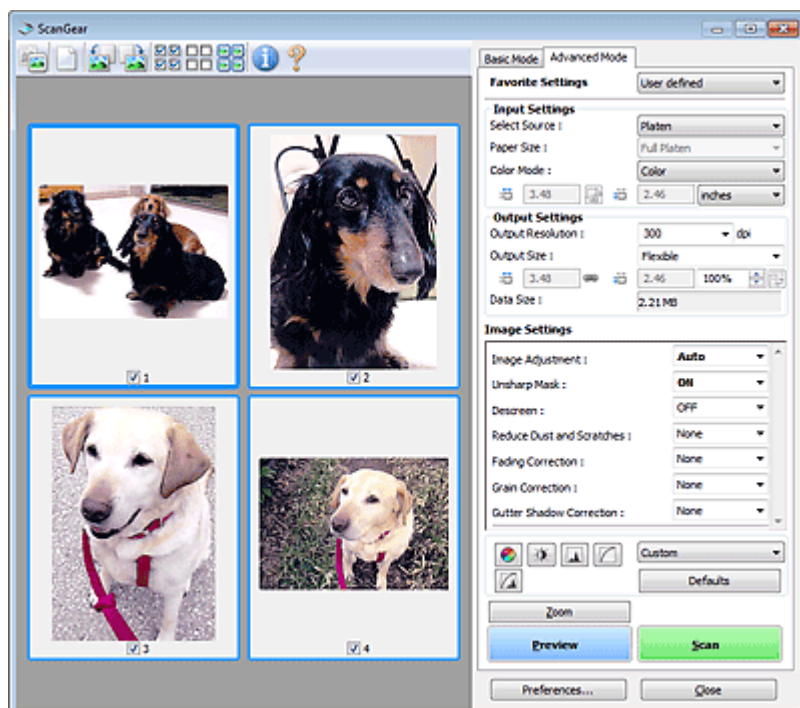 ScanGear
Basic Mode Advanced Mode
Favorite Settings User defined
Input Settings
Select Source : Platen
Paper Size : Full Platen
Color Mode : Color
3.48 2.46 inches
Output Settings
Output Resolution : 300 dpi
Output Size : Flexible
3.48 2.46 100%
Data Size : 2.21 MB
Image Settings
Image Adjustment : Auto
Unsharp Mask : ON
Descreen : OFF
Reduce Dust and Scratches : None
Fading Correction : None
Grain Correction : None
Gutter Shadow Correction : None
Custom
Defaults
Zoom
Preview Scan
Preferences... Close
1
2
3
4